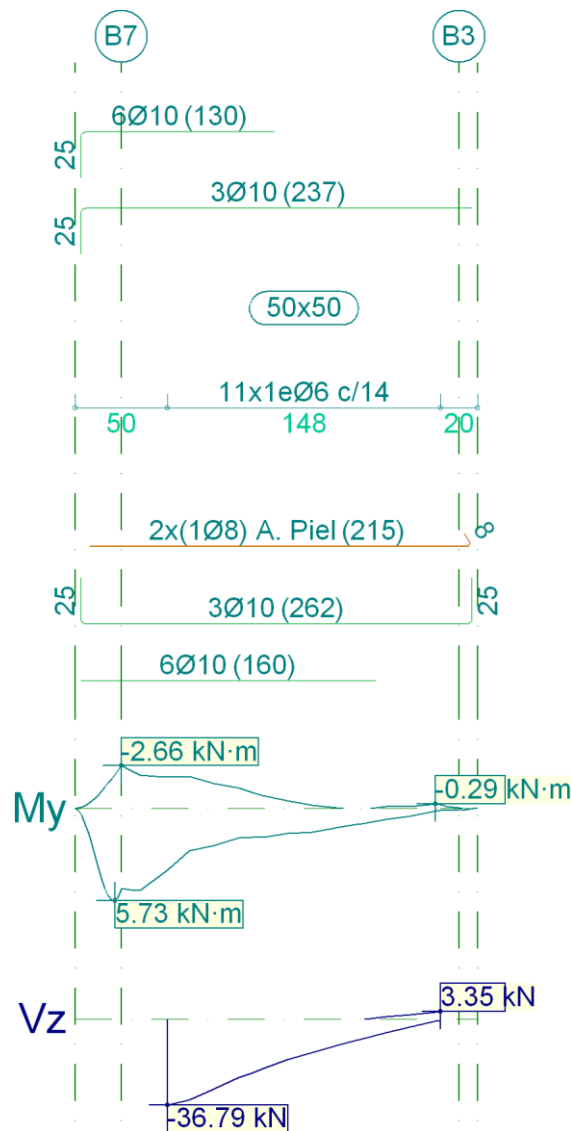 B7 B3
6Ø10 (130)
25
3Ø10 (237)
25
50x50
11x1eØ6 c/14
50 148 20
2x(1Ø8) A. Piel (215) 8
25 3Ø10 (262) 25
6Ø10 (160)
-2.66 kN·m
My -0.29 kN·m
5.73 kN·m
Vz 3.35 kN
-36.79 kN